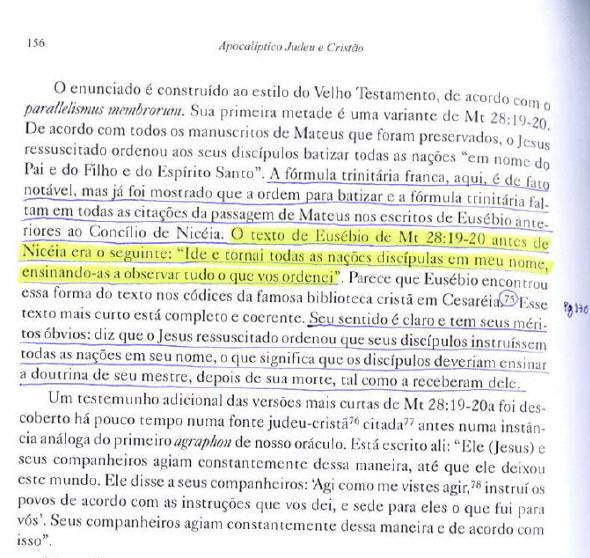 156
Apocalíptico Judeu e Cristão
O enunciado é construído ao estilo do Velho Testamento, de acordo com o
parallelismus membrorum. Sua primeira metade é uma variante de Mt 28:19-20.
De acordo com todos os manuscritos de Mateus que foram preservados, o Jesus
ressuscitado ordenou aos seus discípulos batizar todas as nações “em nome do
Pai e do Filho e do Espírito Santo”. A fórmula trinitária franca, aqui, é de fato
notável, mas já foi mostrado que a ordem para batizar e a fórmula trinitária fal-
tam em todas as citações da passagem de Mateus nos escritos de Eusébio ante-
riores ao Concílio de Nicéia. O texto de Eusébio de Mt 28:19-20 antes de
Nicéia era o seguinte: “Ide e tornai todas as nações discípulas em meu nome,
ensinando-as a observar tudo o que vos ordenei”. Parece que Eusébio encontrou
essa forma do texto nos códices da famosa biblioteca cristã em Cesaréia.75 Esse
texto mais curto está completo e coerente. Seu sentido é claro e tem seus méri-
tos óbvios: diz que o Jesus ressuscitado ordenou que seus discípulos instruíssem
todas as nações em seu nome, o que significa que os discípulos deveriam ensinar
a doutrina de seu mestre, depois de sua morte, tal como a receberam dele.
Um testemunho adicional das versões mais curtas de Mt 28:19-20a foi des-
coberto há pouco tempo numa fonte judeu-cristã76 citada77 antes numa instân-
cia análoga do primeiro agraphon de nosso oráculo. Está escrito ali: “Ele (Jesus) e
seus companheiros agiam constantemente dessa maneira, até que ele deixou
este mundo. Ele disse a seus companheiros: ‘Agi como me vistes agir,78 instruí os
povos de acordo com as instruções que vos dei, e sede para eles o que fui para
vós’. Seus companheiros agiam constantemente dessa maneira e de acordo com
isso”.